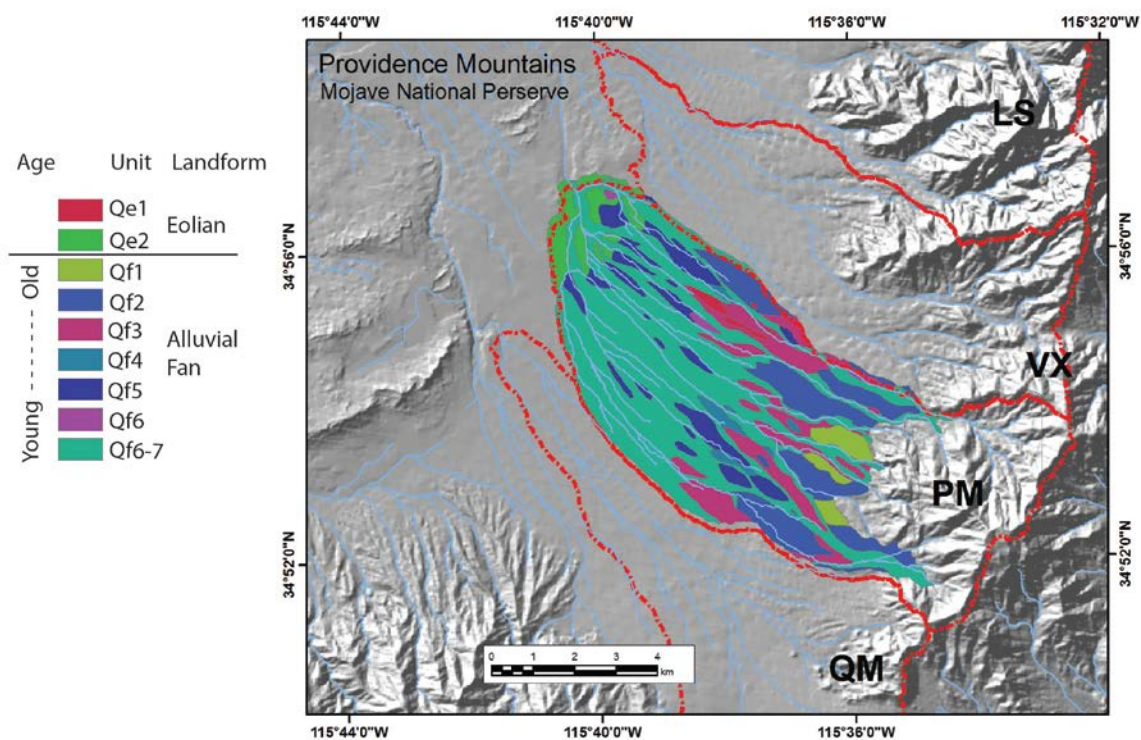 115°44'0"W 115°40'0"W 115°36'0"W 115°32'0"W
Providence Mountains
Mojave National Perserve
LS
Age Unit Landform
Qe1
Eolian
Qe2
Old
Qf1
Qf2
Qf3
Alluvial
Fan
Qf4
Qf5
Young
Qf6
Qf6-7
34°56'0"N
34°56'0"N
VX
PM
34°52'0"N
34°52'0"N
QM
0 1 2 3 4
km
115°44'0"W 115°40'0"W 115°36'0"W